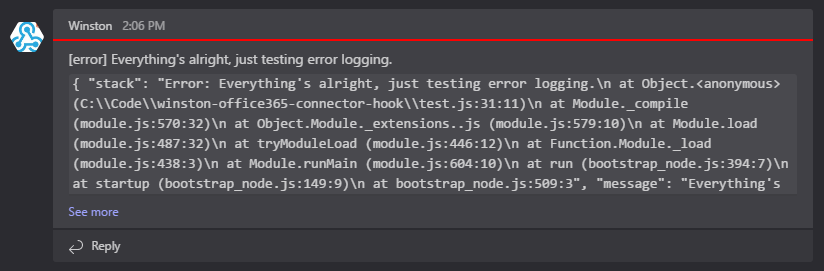 Winston 2:06 PM
[error] Everything's alright, just testing error logging.
{ "stack": "Error: Everything's alright, just testing error logging.\n at Object.<anonymous>
(C:\\Code\\winston-office365-connector-hook\\test.js:31:11)\n at Module._compile
(module.js:570:32)\n at Object.Module._extensions..js (module.js:579:10)\n at Module.load
(module.js:487:32)\n at tryModuleLoad (module.js:446:12)\n at Function.Module._load
(module.js:438:3)\n at Module.runMain (module.js:604:10)\n at run (bootstrap_node.js:394:7)\n
at startup (bootstrap_node.js:149:9)\n at bootstrap_node.js:509:3", "message": "Everything's
See more
Reply